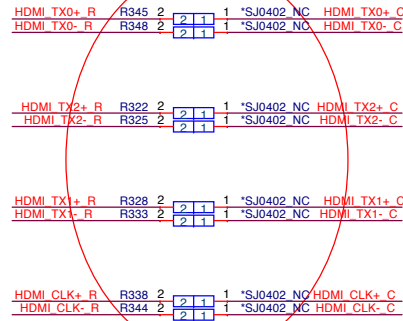 HDMI_TX0+_R R345 2 2 1 1 *SJ0402_NC HDMI_TX0+_C
HDMI_TX0-_R R348 2 2 1 1 *SJ0402_NC HDMI_TX0-_C
HDMI_TX2+_R R322 2 2 1 1 *SJ0402_NC HDMI_TX2+_C
HDMI_TX2-_R R325 2 2 1 1 *SJ0402_NC HDMI_TX2-_C
HDMI_TX1+_R R328 2 2 1 1 *SJ0402_NC HDMI_TX1+_C
HDMI_TX1-_R R333 2 2 1 1 *SJ0402_NC HDMI_TX1-_C
HDMI_CLK+_R R338 2 2 1 1 *SJ0402_NC HDMI_CLK+_C
HDMI_CLK-_R R344 2 2 1 1 *SJ0402_NC HDMI_CLK-_C